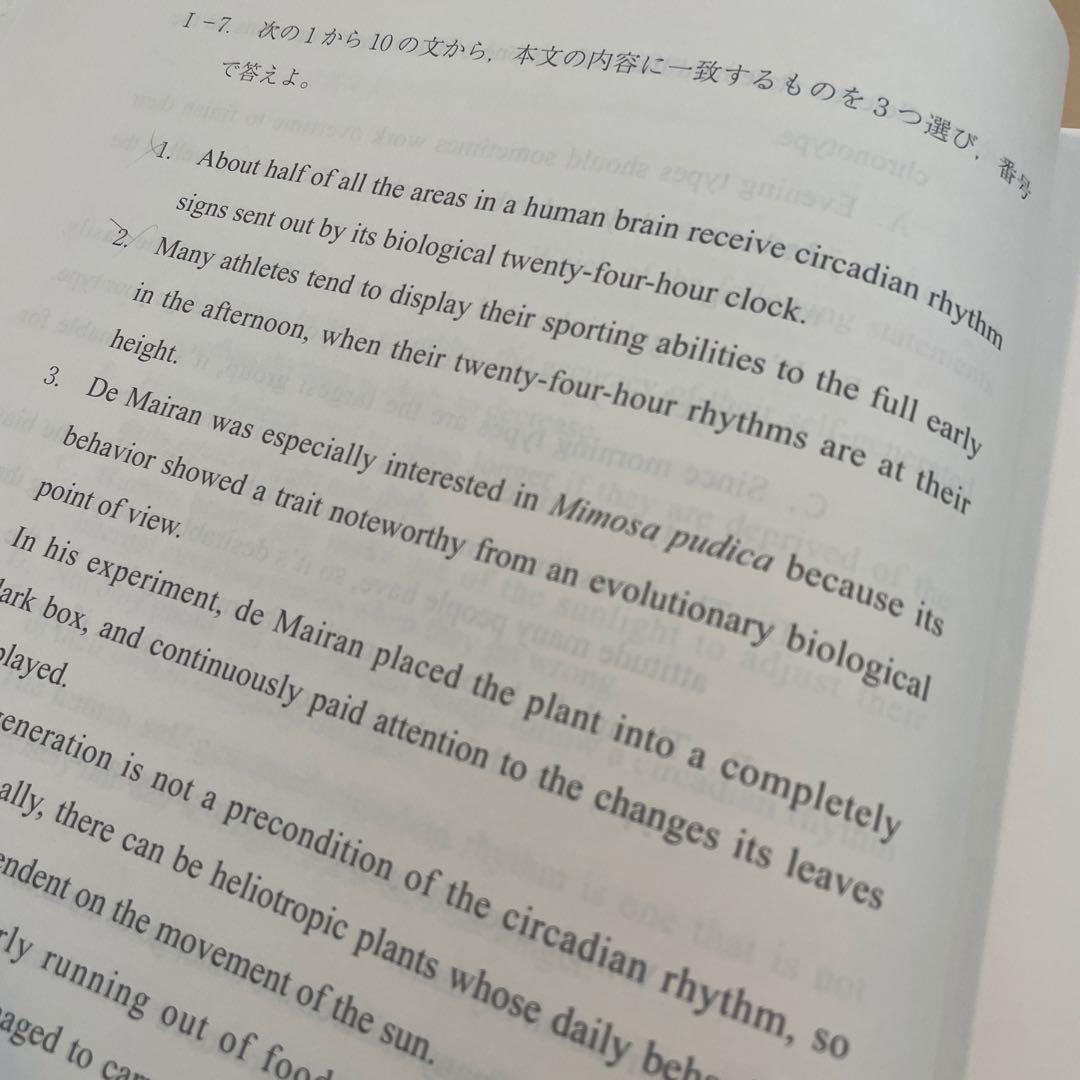 I－7. 次の1から10の文から，本文の内容に一致するものを3つ選び，番号
で答えよ。
1. About half of all the areas in a human brain receive circadian rhythm
signs sent out by its biological twenty-four-hour clock.
2. Many athletes tend to display their sporting abilities to the full early
in the afternoon, when their twenty-four-hour rhythms are at their
height.
3. De Mairan was especially interested in Mimosa pudica because its
behavior showed a trait noteworthy from an evolutionary biological
point of view.
In his experiment, de Mairan placed the plant into a completely
dark box, and continuously paid attention to the changes its leaves
played.
eneration is not a precondition of the circadian rhythm, so
ally, there can be heliotropic plants whose daily beh
endent on the movement of the sun.
rly running out of food
aged to car